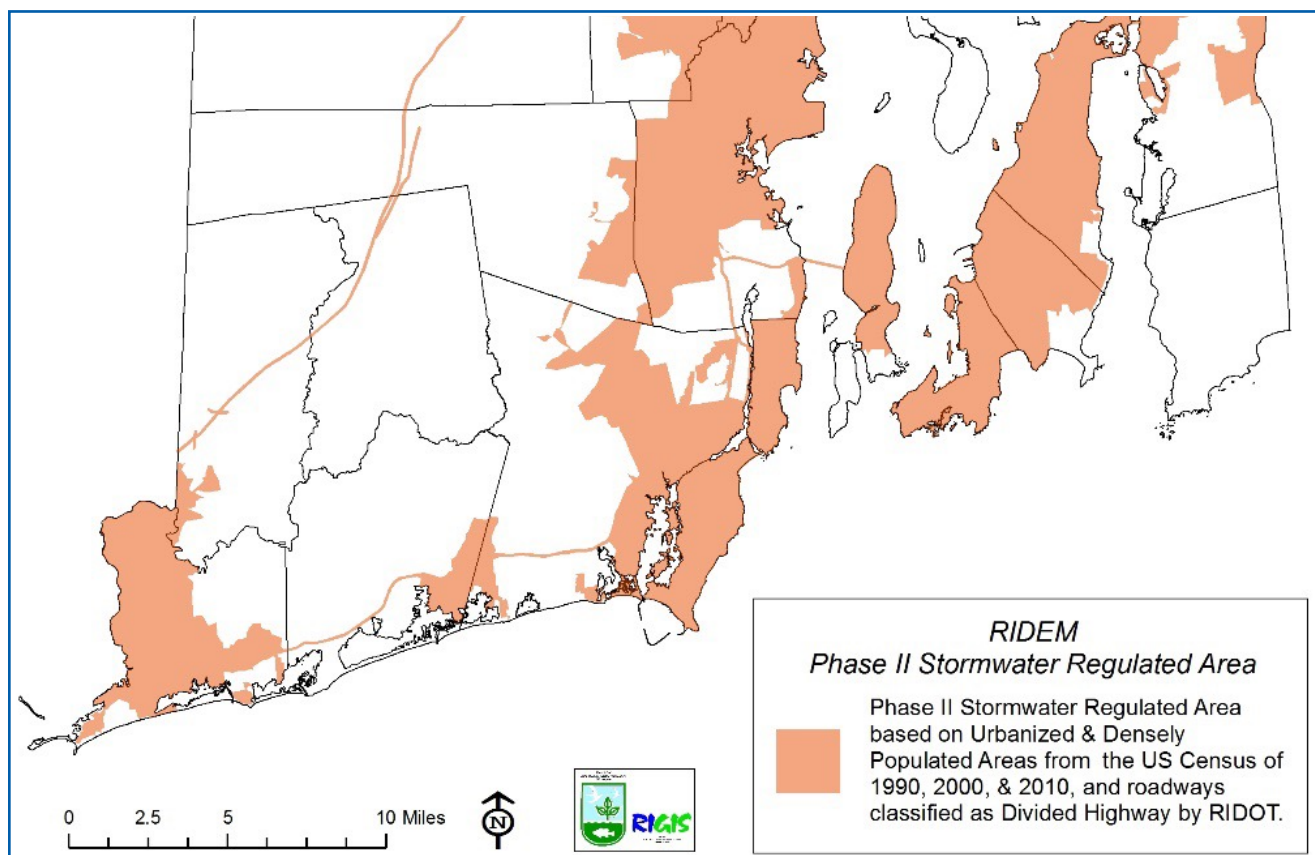 RIDEM
Phase II Stormwater Regulated Area
Phase II Stormwater Regulated Area
based on Urbanized & Densely
Populated Areas from the US Census of
1990, 2000, & 2010, and roadways
classified as Divided Highway by RIDOT.
0 2.5 5 10 Miles
N
RIGIS